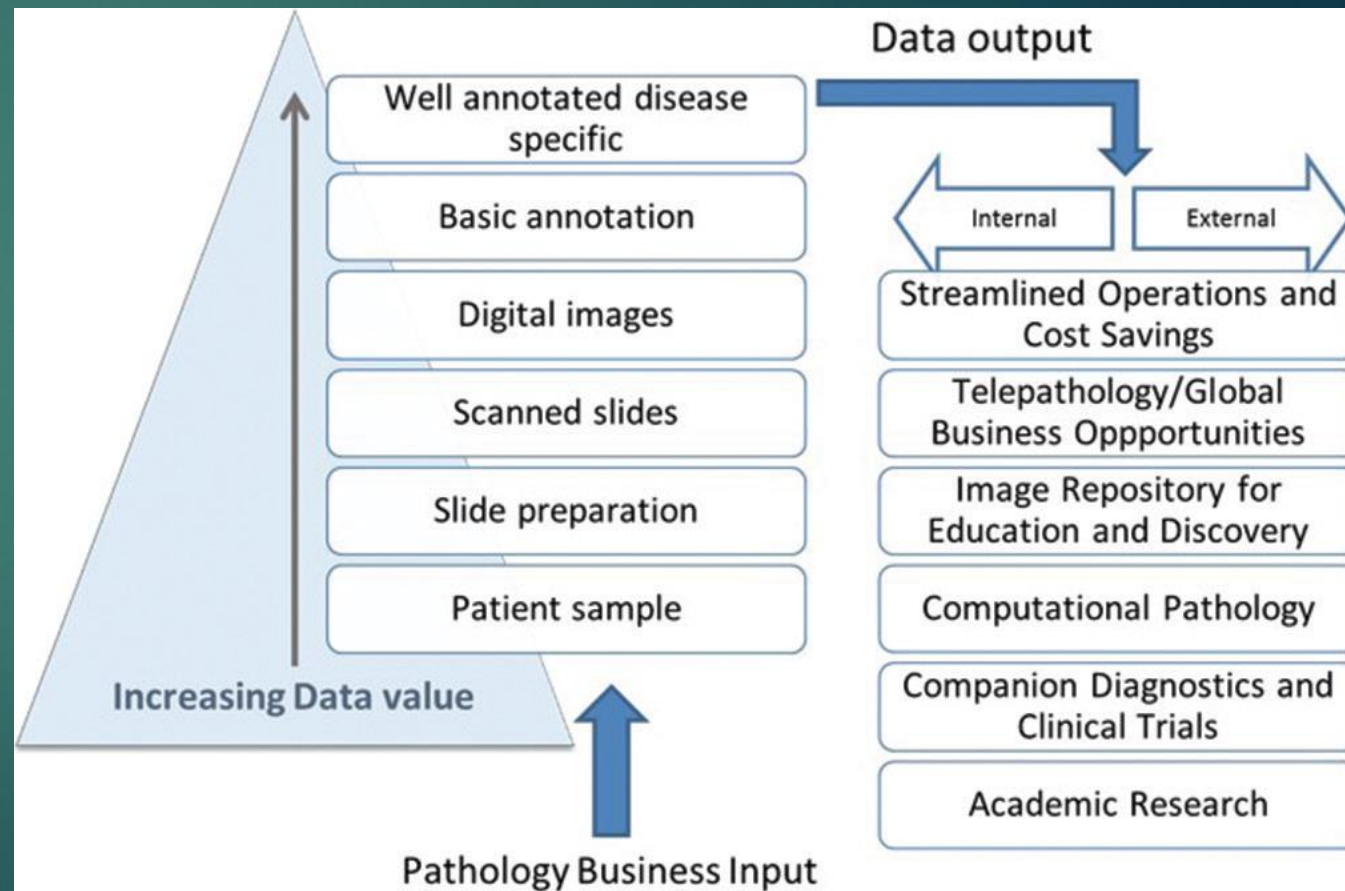 Data output
Well annotated disease
specific
Basic annotation
Digital images
Scanned slides
Slide preparation
Patient sample
Increasing Data value
Pathology Business Input
Internal
External
Streamlined Operations and
Cost Savings
Telepathology/Global
Business Oppportunities
Image Repository for
Education and Discovery
Computational Pathology
Companion Diagnostics and
Clinical Trials
Academic Research